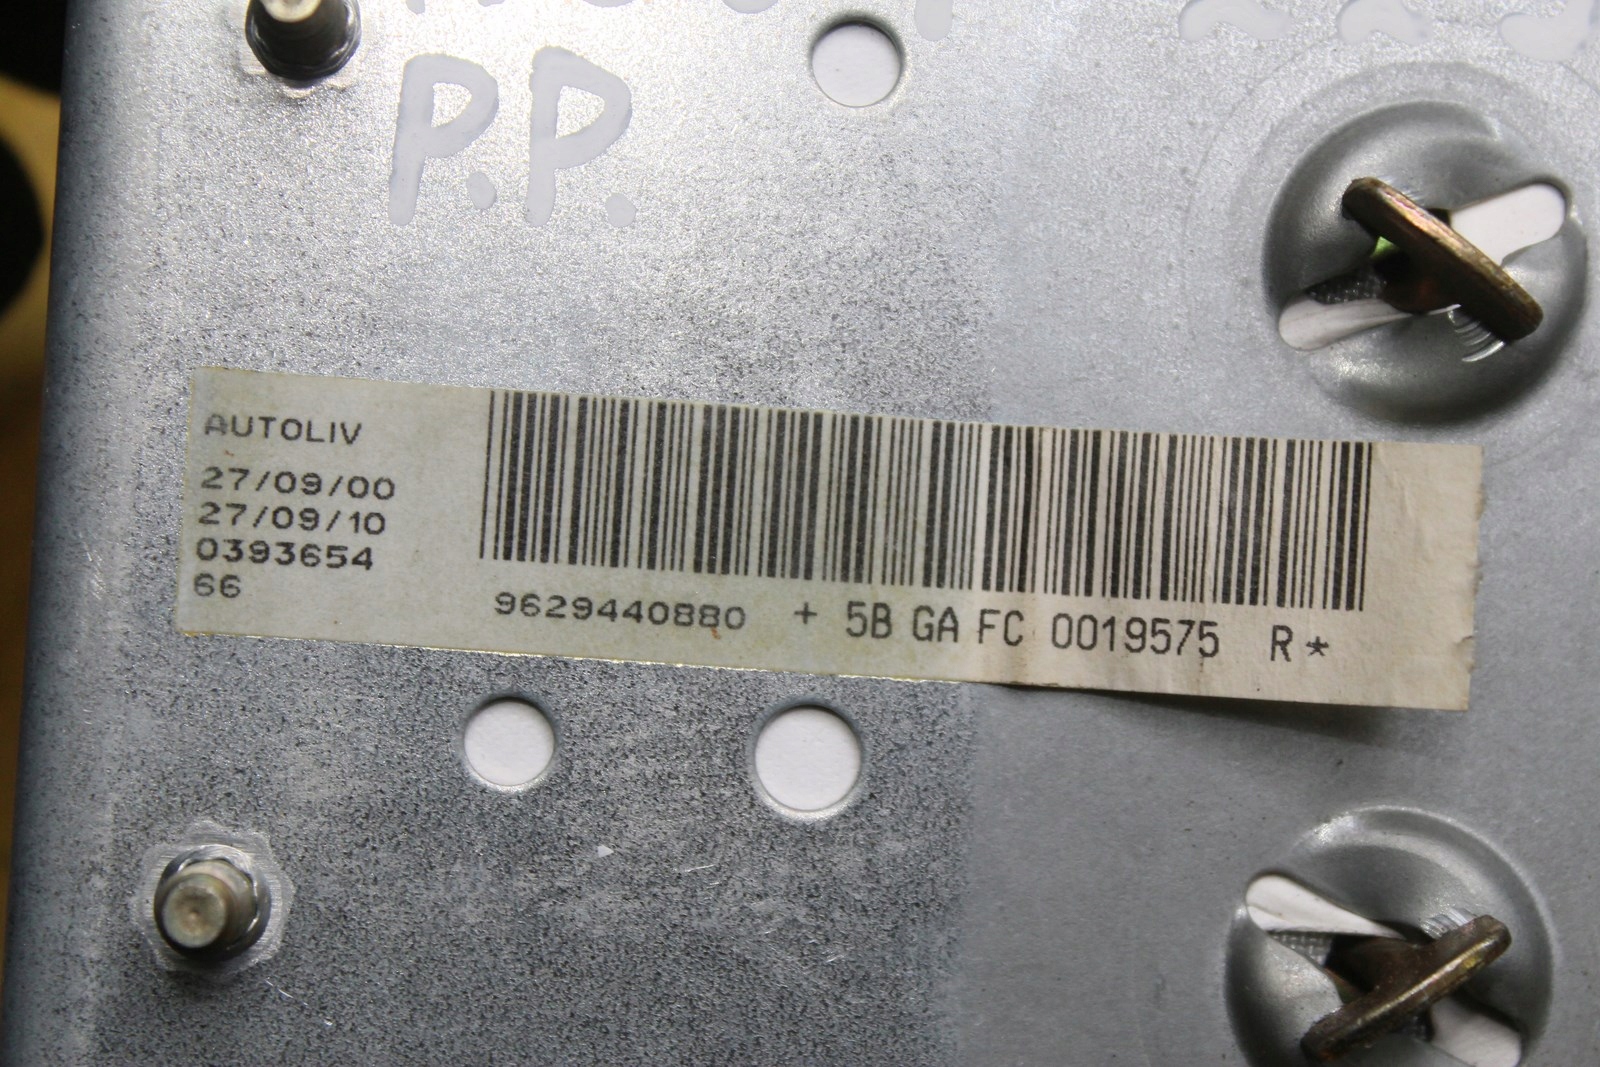 P.P.
AUTOLIV
27/09/00
27/09/10
0393654
66
9629440880 + 5B GA FC 0019575 R*